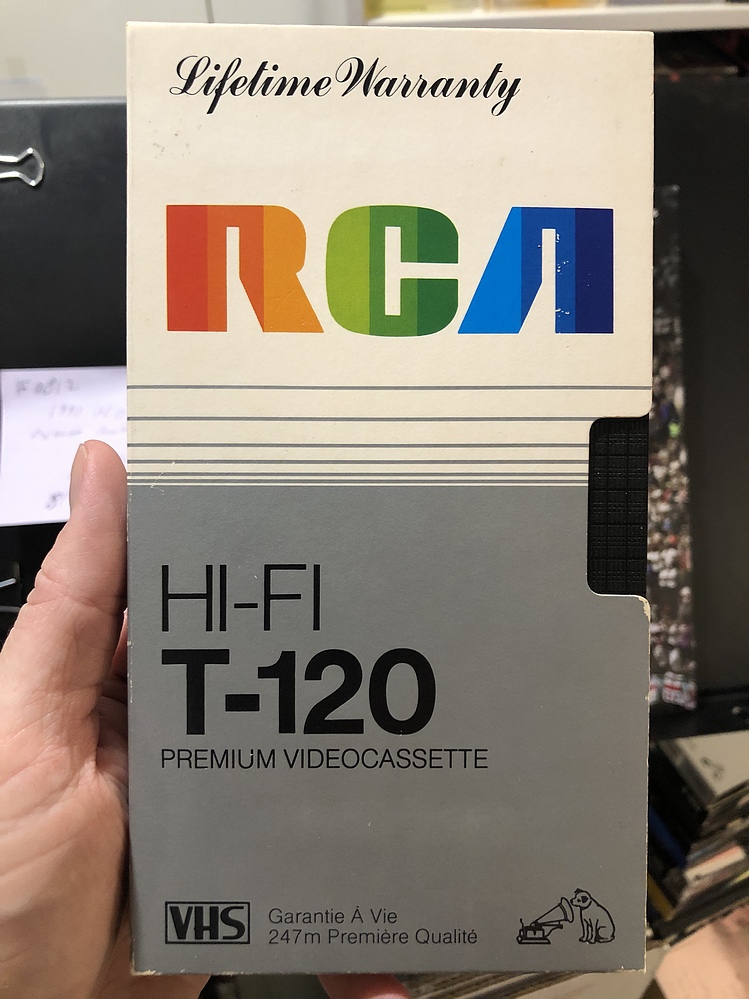 Lifetime Warranty
RCA
HI-FI
T-120
PREMIUM VIDEOCASSETTE
VHS
Garantie À Vie
247m Première Qualité